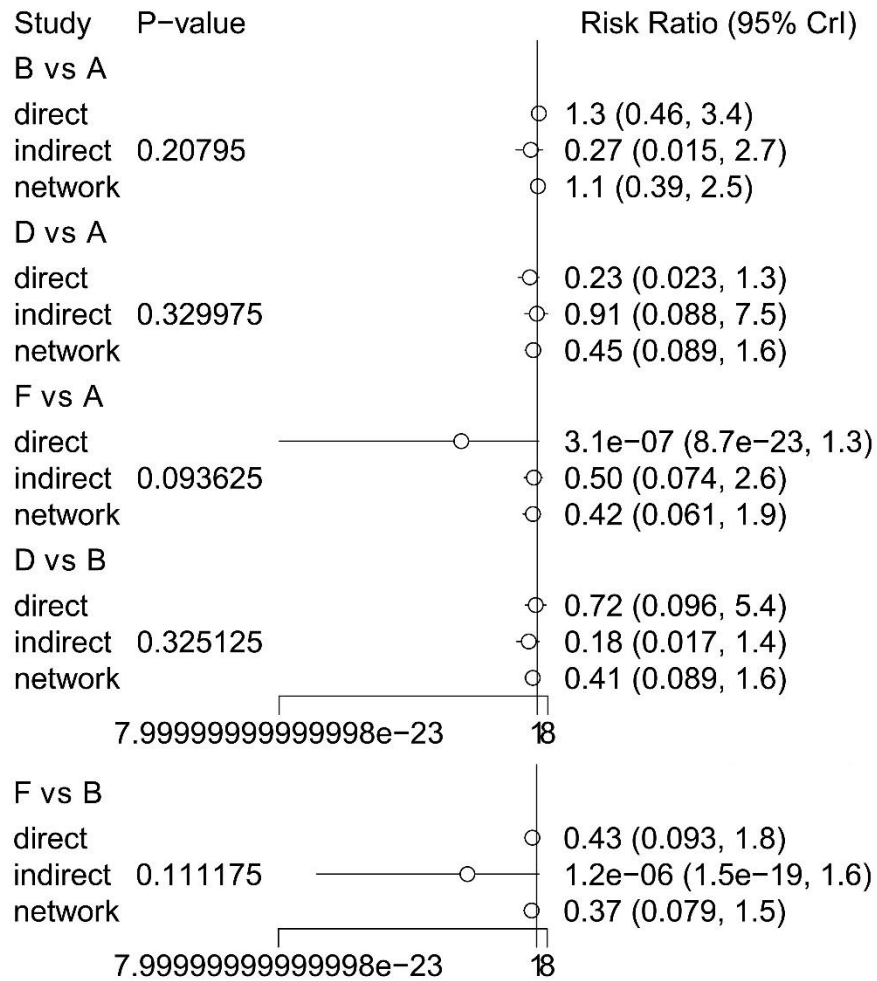 Study P−value Risk Ratio (95% CrI)
B vs A
direct 1.3 (0.46, 3.4)
indirect 0.20795 0.27 (0.015, 2.7)
network 1.1 (0.39, 2.5)
D vs A
direct 0.23 (0.023, 1.3)
indirect 0.329975 0.91 (0.088, 7.5)
network 0.45 (0.089, 1.6)
F vs A
direct 3.1e−07 (8.7e−23, 1.3)
indirect 0.093625 0.50 (0.074, 2.6)
network 0.42 (0.061, 1.9)
D vs B
direct 0.72 (0.096, 5.4)
indirect 0.325125 0.18 (0.017, 1.4)
network 0.41 (0.089, 1.6)
7.99999999999998e−23 1 8
F vs B
direct 0.43 (0.093, 1.8)
indirect 0.111175 1.2e−06 (1.5e−19, 1.6)
network 0.37 (0.079, 1.5)
7.99999999999998e−23 1 8